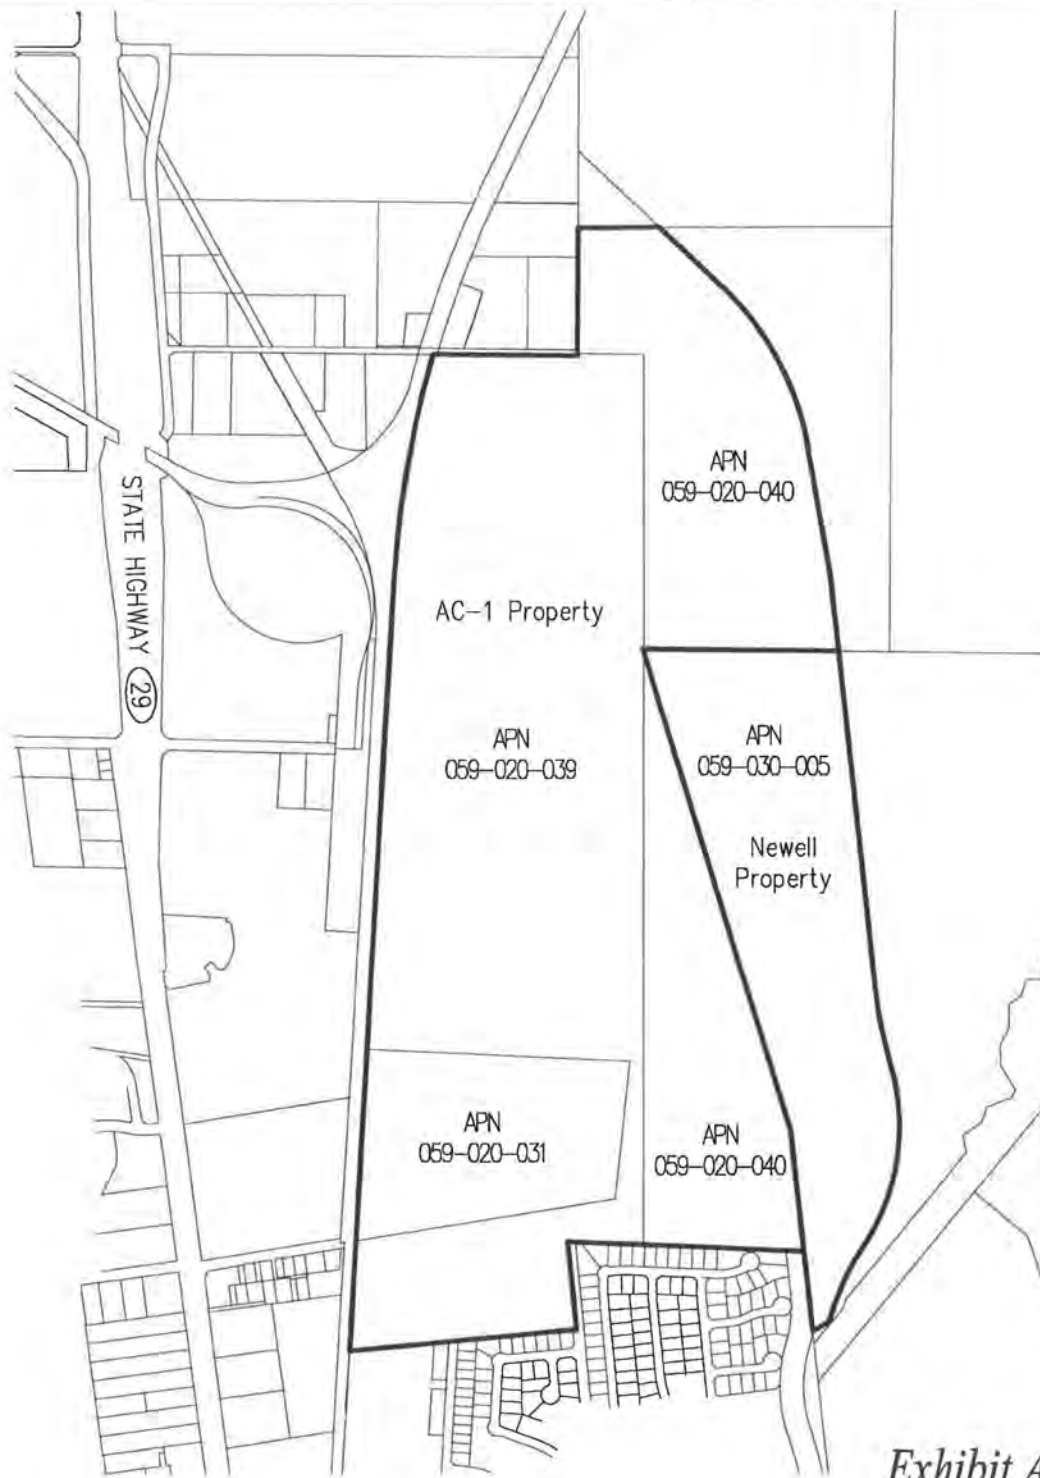 APN
059-020-040
STATE HIGHWAY 29
AC-1 Property
APN
059-020-039
APN
059-030-005
Newell
Property
APN
059-020-031
APN
059-020-040
Exhibit A